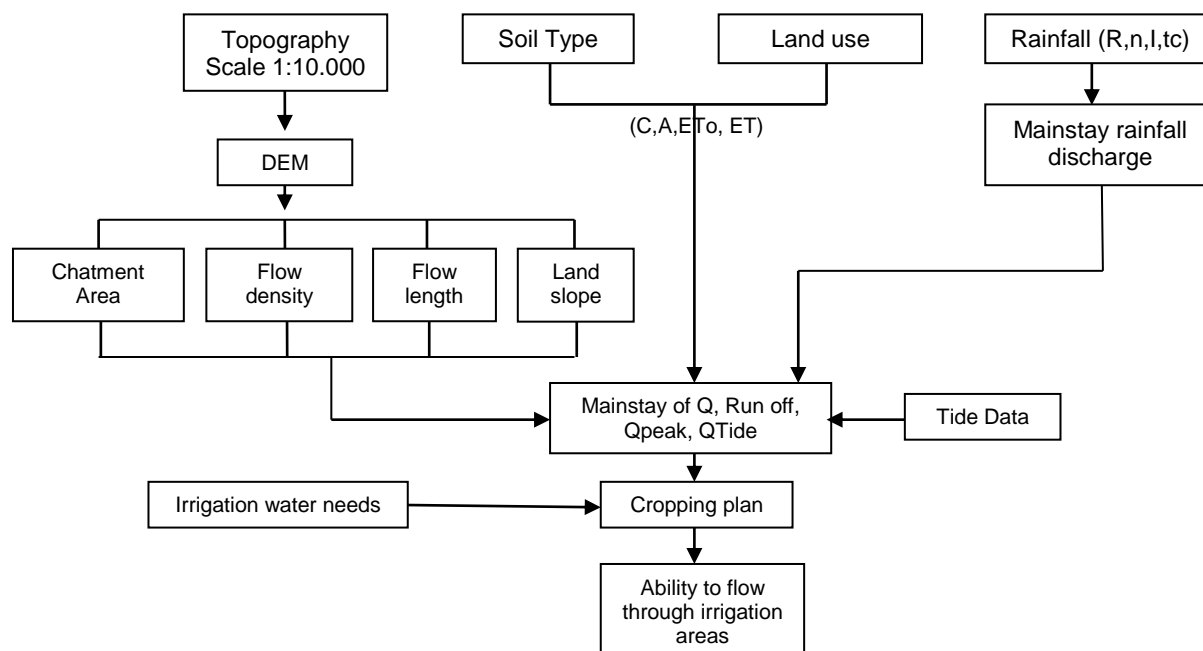 Topography
Scale 1:10.000
Soil Type
Land use
Rainfall (R,n,I,tc)
(C,A,ETo, ET)
Mainstay rainfall
discharge
DEM
Chatment
Area
Flow
density
Flow
length
Land
slope
Mainstay of Q, Run off,
Qpeak, QTide
Tide Data
Irrigation water needs
Cropping plan
Ability to flow
through irrigation
areas